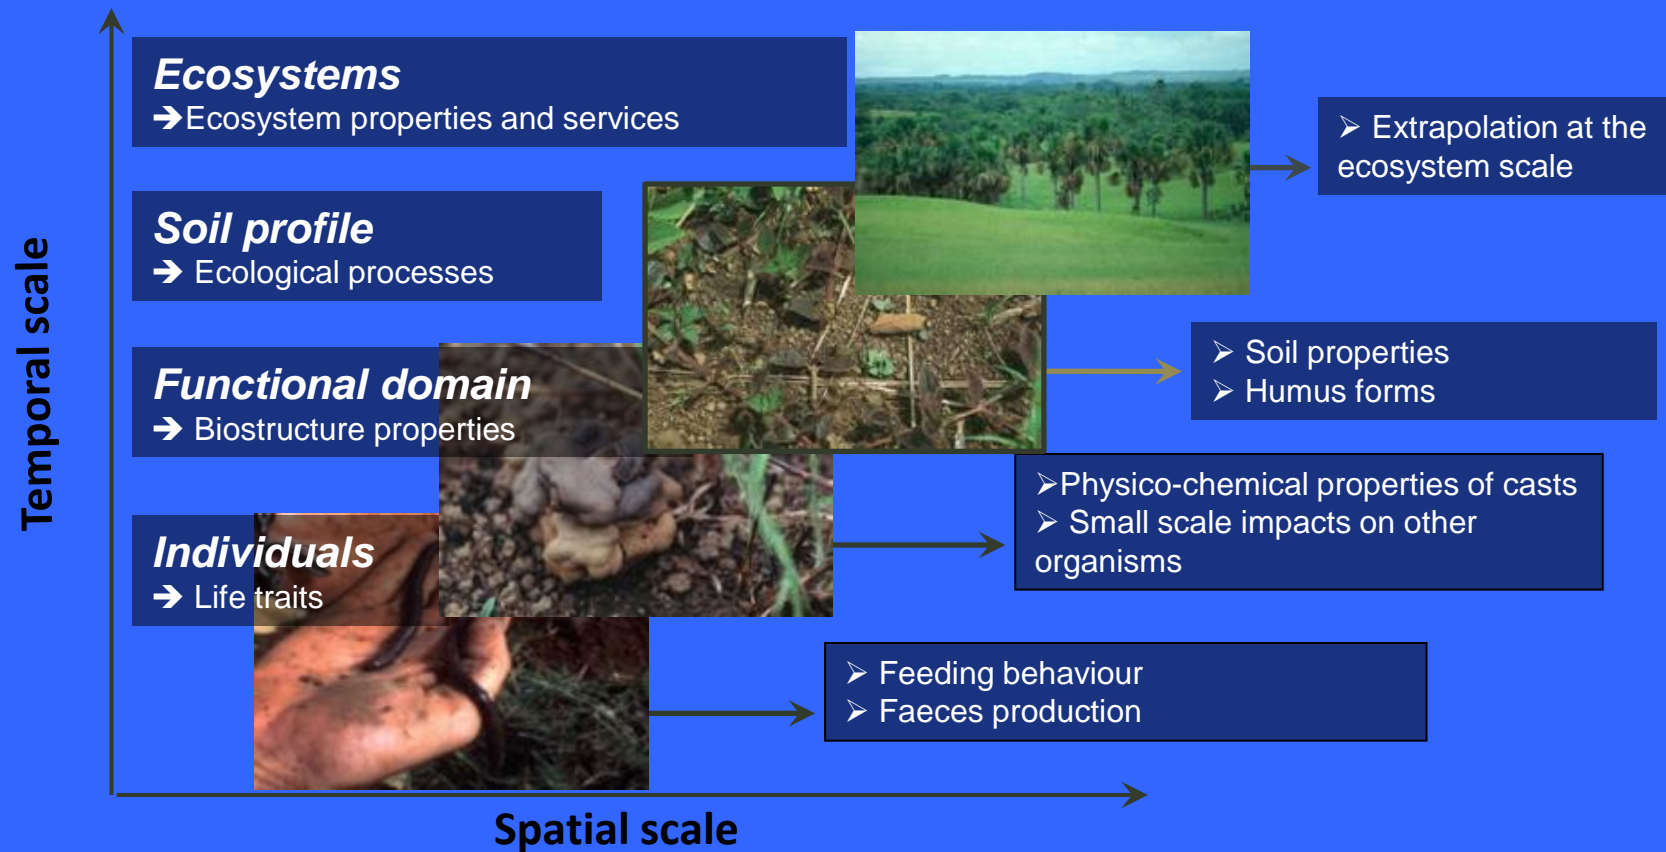 Ecosystems
➔Ecosystem properties and services
➢ Extrapolation at the
ecosystem scale
Soil profile
➔ Ecological processes
Temporal scale
➢ Soil properties
➢ Humus forms
Functional domain
➔ Biostructure properties
➢Physico-chemical properties of casts
➢ Small scale impacts on other
organisms
Individuals
➔ Life traits
➢ Feeding behaviour
➢ Faeces production
Spatial scale